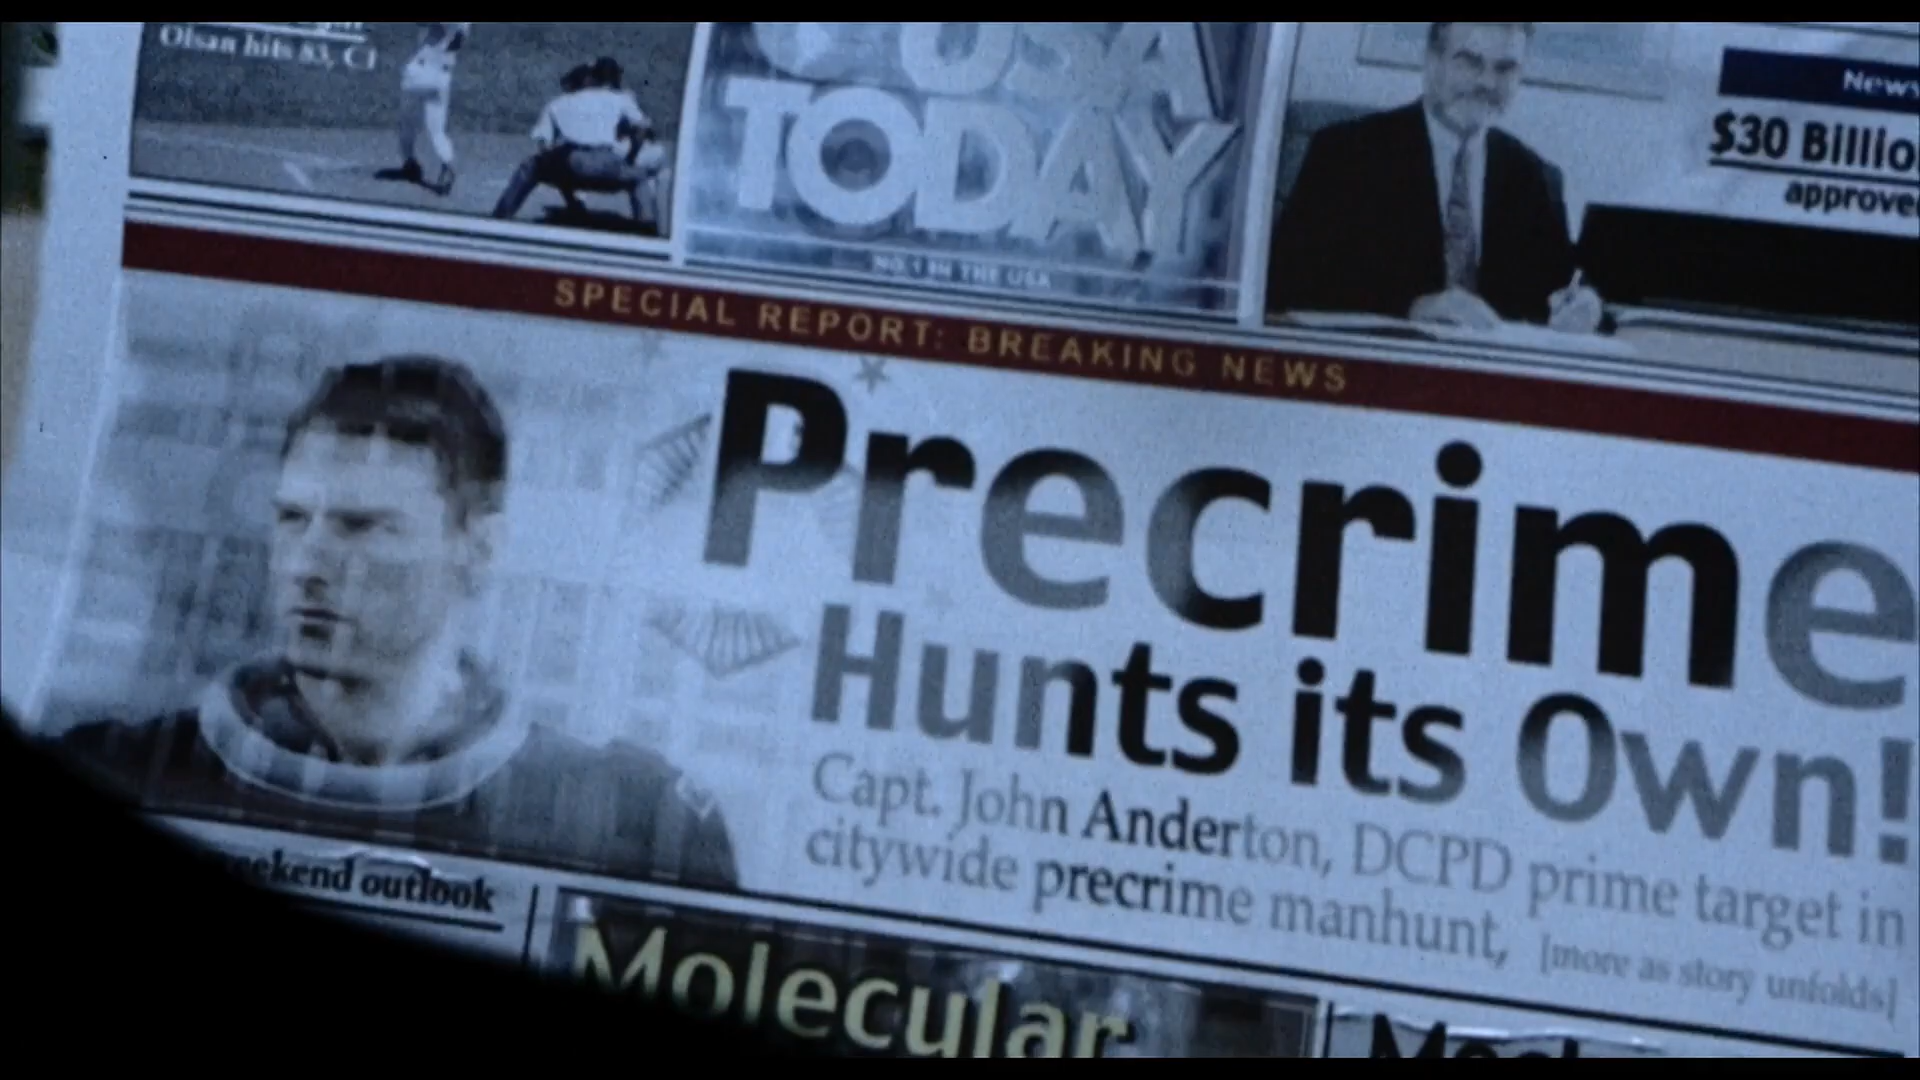 Olsan hits 83, C1
USA
TODAY
NO. 1 IN THE USA
News
$30 Billio
approve
SPECIAL REPORT: BREAKING NEWS
Precrime
Hunts its Own!
Capt. John Anderton, DCPD prime target in
citywide precrime manhunt, [more as story unfolds]
eekend outlook
Molecular